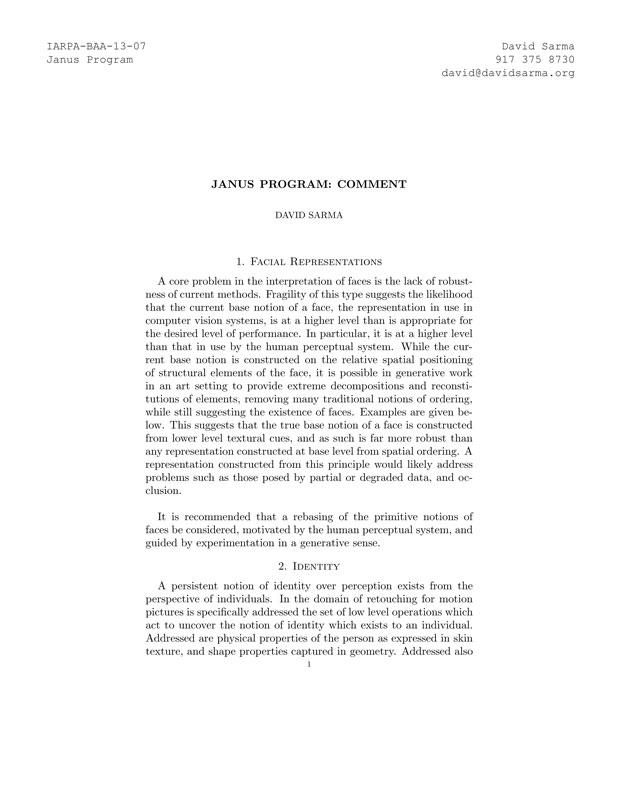 IARPA-BAA-13-07
Janus Program
David Sarma
917 375 8730
david@davidsarma.org
JANUS PROGRAM: COMMENT
DAVID SARMA
1. Facial Representations
A core problem in the interpretation of faces is the lack of robust-
ness of current methods. Fragility of this type suggests the likelihood
that the current base notion of a face, the representation in use in
computer vision systems, is at a higher level than is appropriate for
the desired level of performance. In particular, it is at a higher level
than that in use by the human perceptual system. While the cur-
rent base notion is constructed on the relative spatial positioning
of structural elements of the face, it is possible in generative work
in an art setting to provide extreme decompositions and reconsti-
tutions of elements, removing many traditional notions of ordering,
while still suggesting the existence of faces. Examples are given be-
low. This suggests that the true base notion of a face is constructed
from lower level textural cues, and as such is far more robust than
any representation constructed at base level from spatial ordering. A
representation constructed from this principle would likely address
problems such as those posed by partial or degraded data, and oc-
clusion.
It is recommended that a rebasing of the primitive notions of
faces be considered, motivated by the human perceptual system, and
guided by experimentation in a generative sense.
2. Identity
A persistent notion of identity over perception exists from the
perspective of individuals. In the domain of retouching for motion
pictures is specifically addressed the set of low level operations which
act to uncover the notion of identity which exists to an individual.
Addressed are physical properties of the person as expressed in skin
texture, and shape properties captured in geometry. Addressed also
1